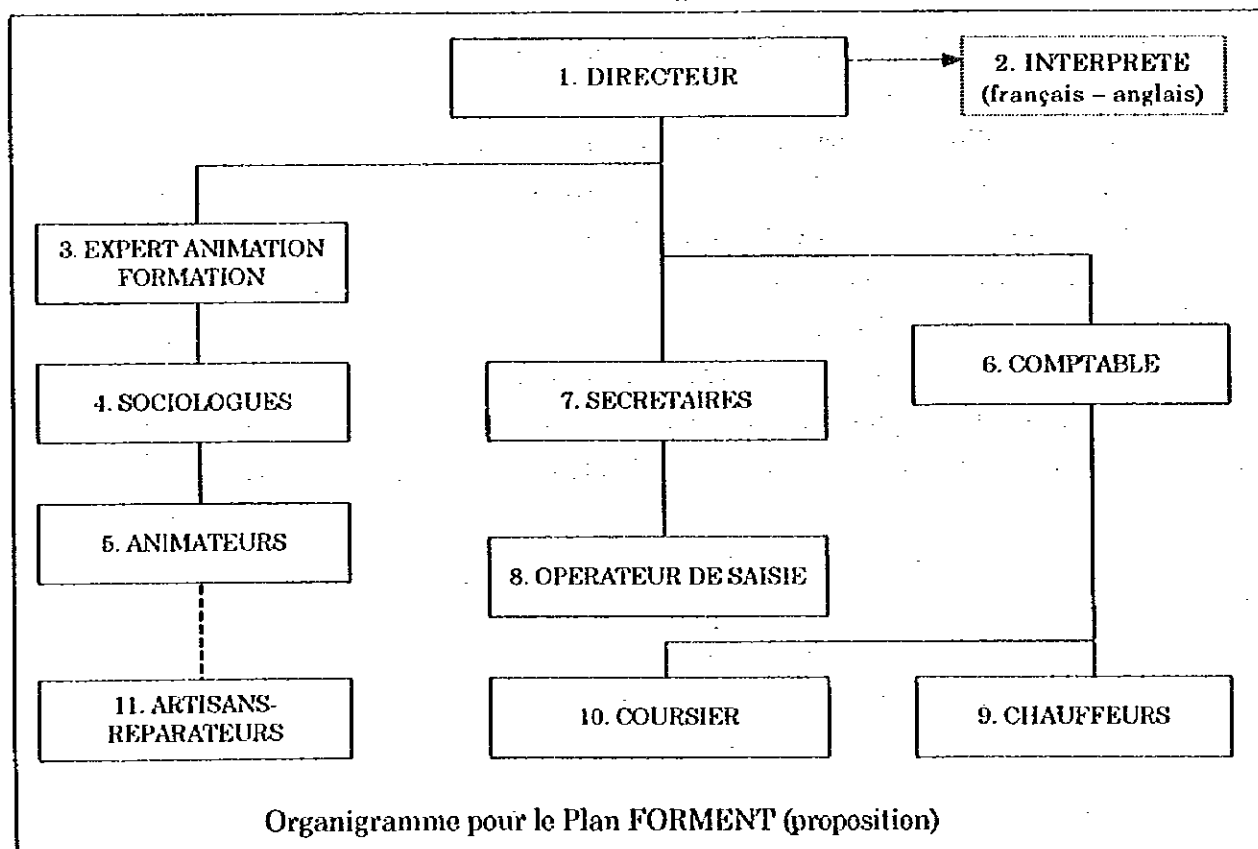 1. DIRECTEUR
2. INTERPRETE
(français – anglais)
3. EXPERT ANIMATION
FORMATION
4. SOCIOLOGUES
7. SECRETAIRES
6. COMPTABLE
5. ANIMATEURS
8. OPERATEUR DE SAISIE
11. ARTISANS-
REPARATEURS
10. COURSIER
9. CHAUFFEURS
Organigramme pour le Plan FORMENT (proposition)